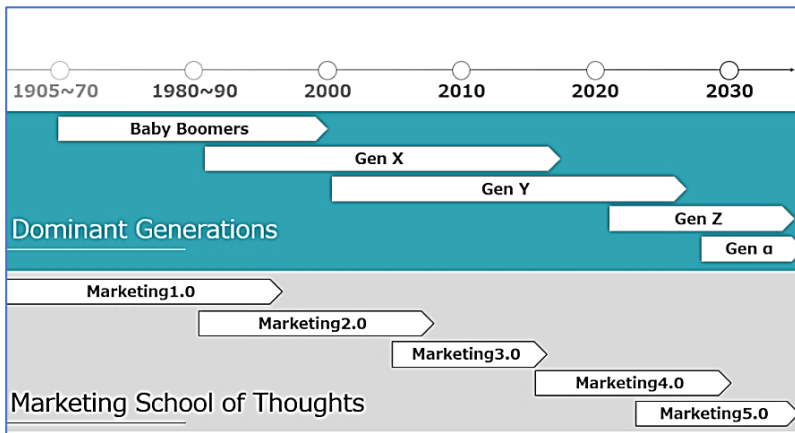 1905~70 1980~90 2000 2010 2020 2030
Baby Boomers
Gen X
Gen Y
Gen Z
Dominant Generations
Gen α
Marketing1.0
Marketing2.0
Marketing3.0
Marketing4.0
Marketing School of Thoughts
Marketing5.0